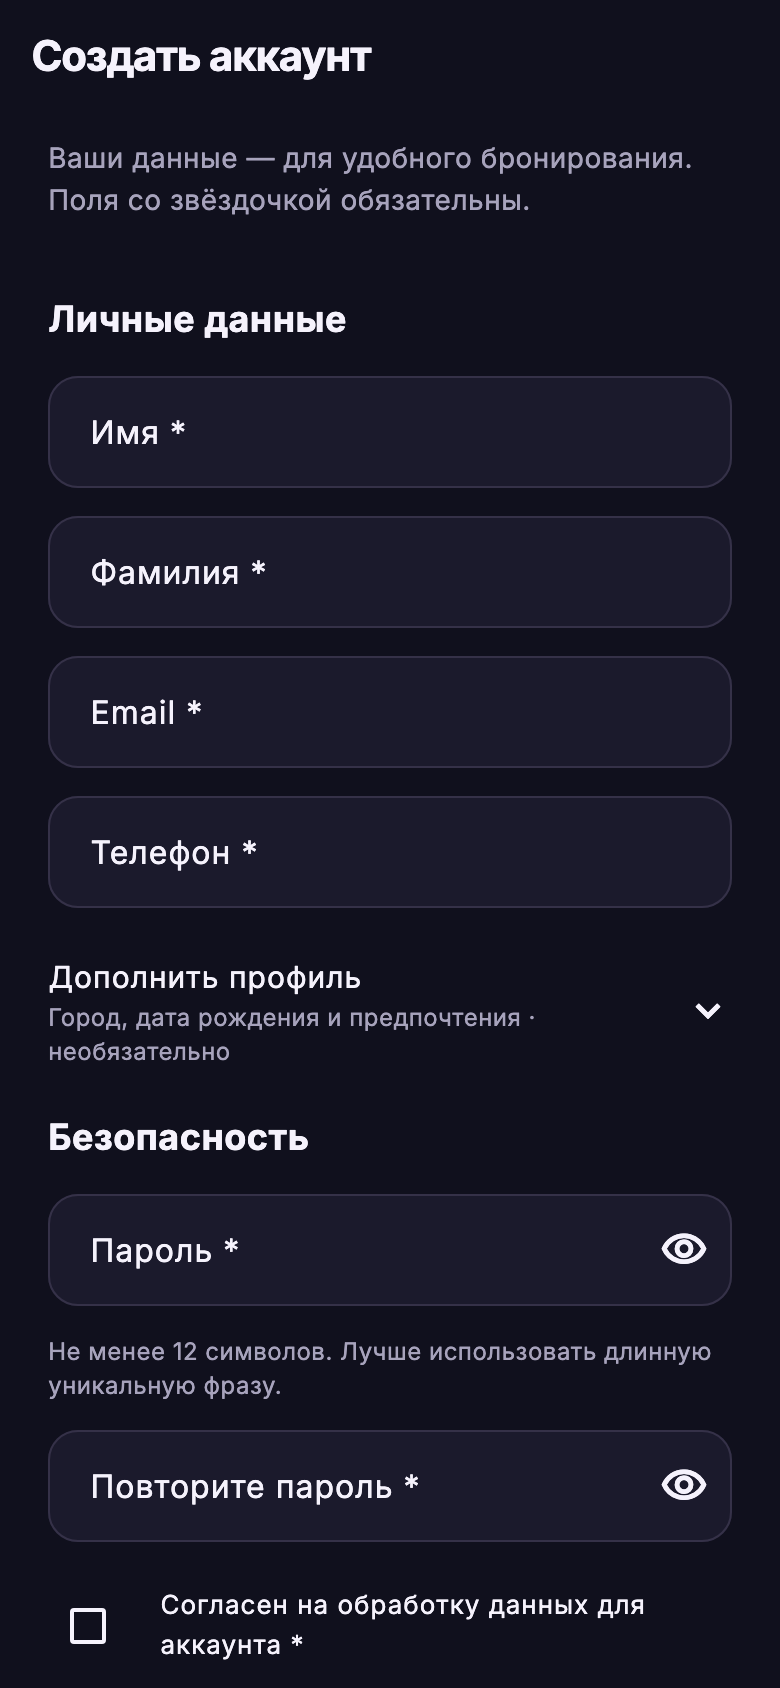 Создать аккаунт
Ваши данные — для удобного бронирования.
Поля со звёздочкой обязательны.
Личные данные
Имя *
Фамилия *
Email *
Телефон *
Дополнить профиль
Город, дата рождения и предпочтения ·
необязательно
Безопасность
Пароль *
Не менее 12 символов. Лучше использовать длинную
уникальную фразу.
Повторите пароль *
Согласен на обработку данных для
аккаунта *